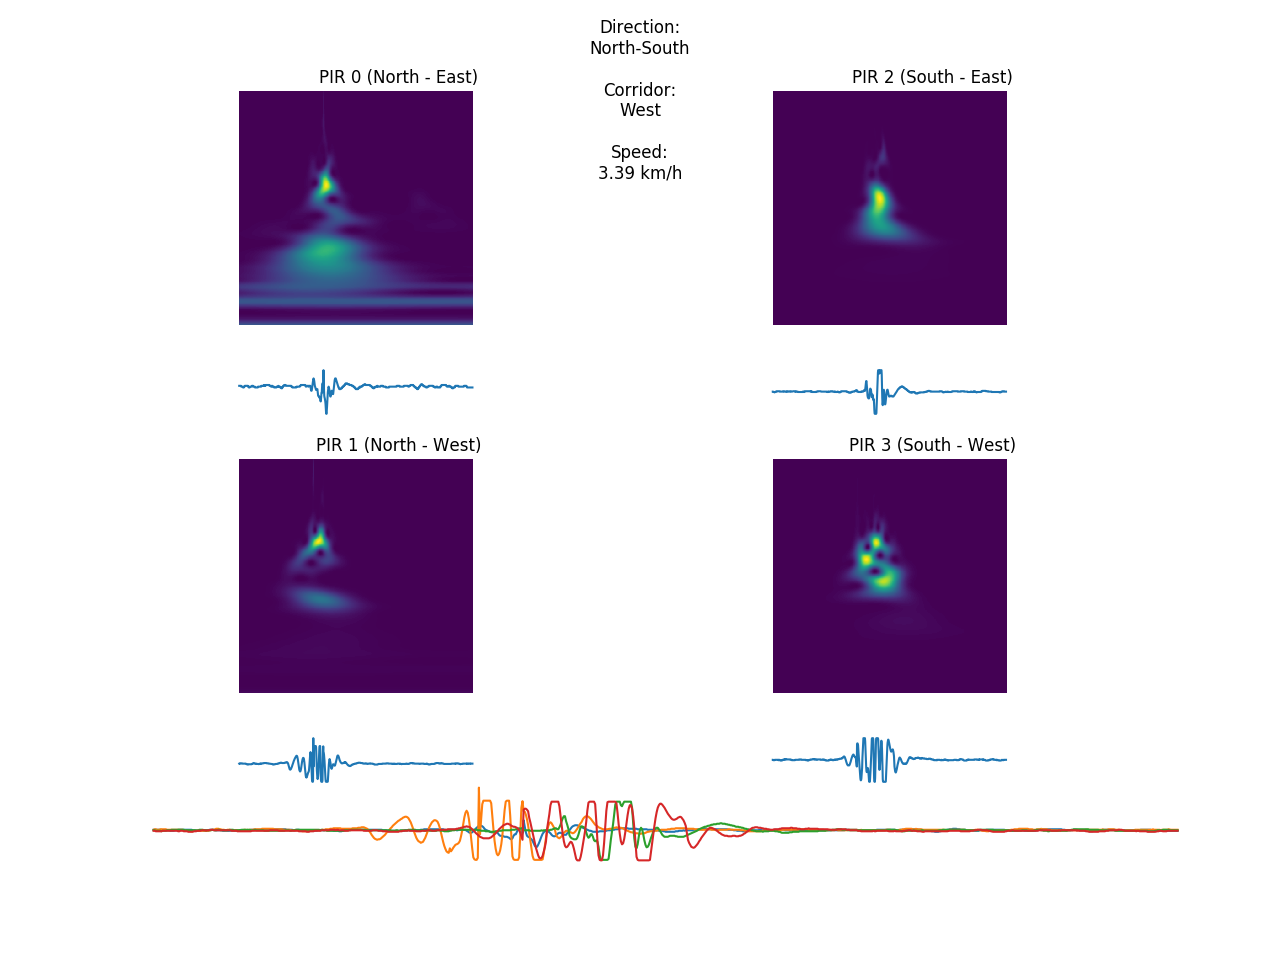 Direction:
North-South
Corridor:
West
Speed:
3.39 km/h
PIR 0 (North - East)
PIR 2 (South - East)
PIR 1 (North - West)
PIR 3 (South - West)